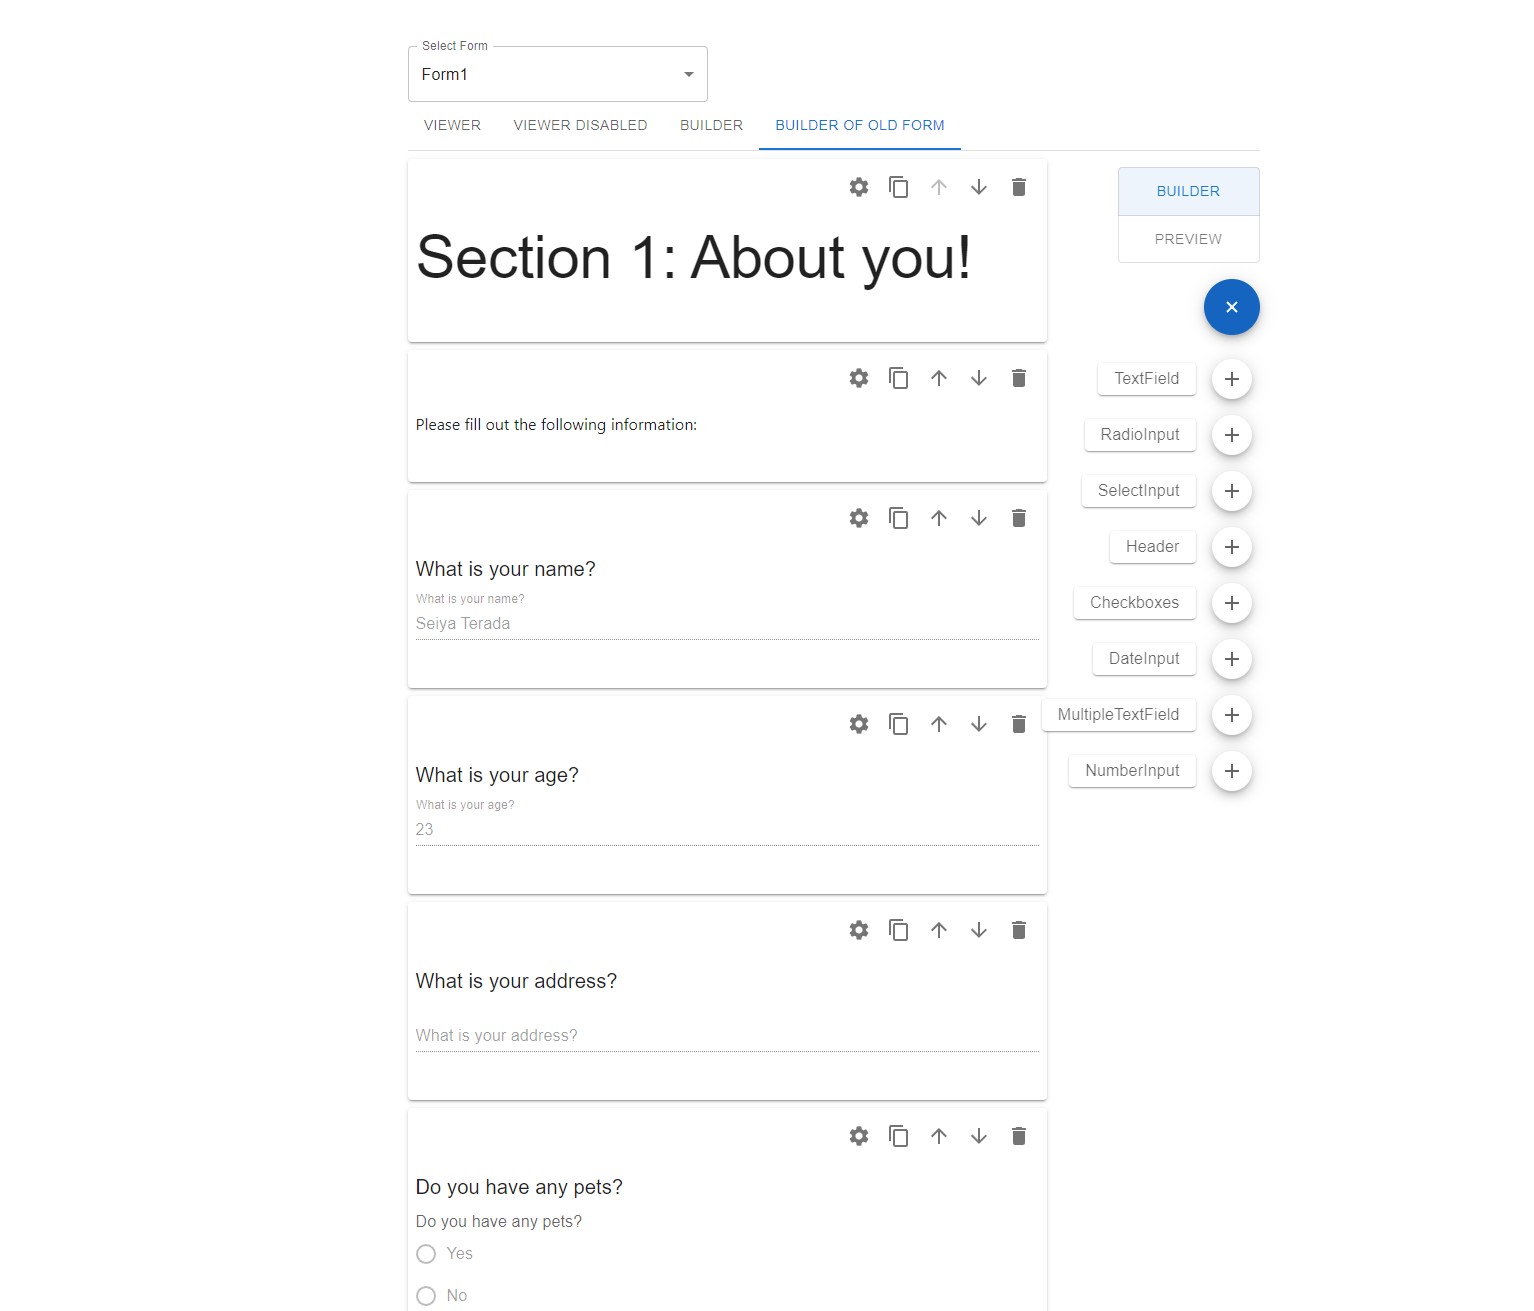 Select Form
Form1
VIEWER VIEWER DISABLED BUILDER BUILDER OF OLD FORM
Section 1: About you!
Please fill out the following information:
What is your name?
What is your name?
Seiya Terada
What is your age?
What is your age?
23
What is your address?
What is your address?
Do you have any pets?
Do you have any pets?
Yes
No
BUILDER
PREVIEW
TextField
RadioInput
SelectInput
Header
Checkboxes
DateInput
MultipleTextField
NumberInput